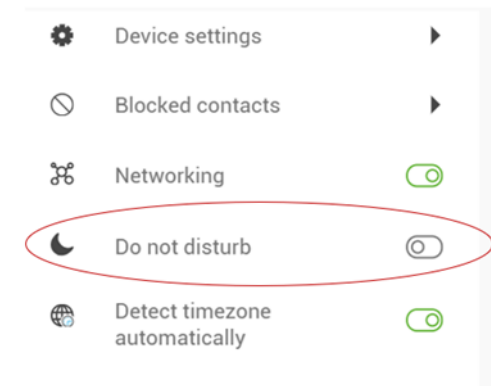 Device settings
Blocked contacts
Networking
Do not disturb
Detect timezone
automatically